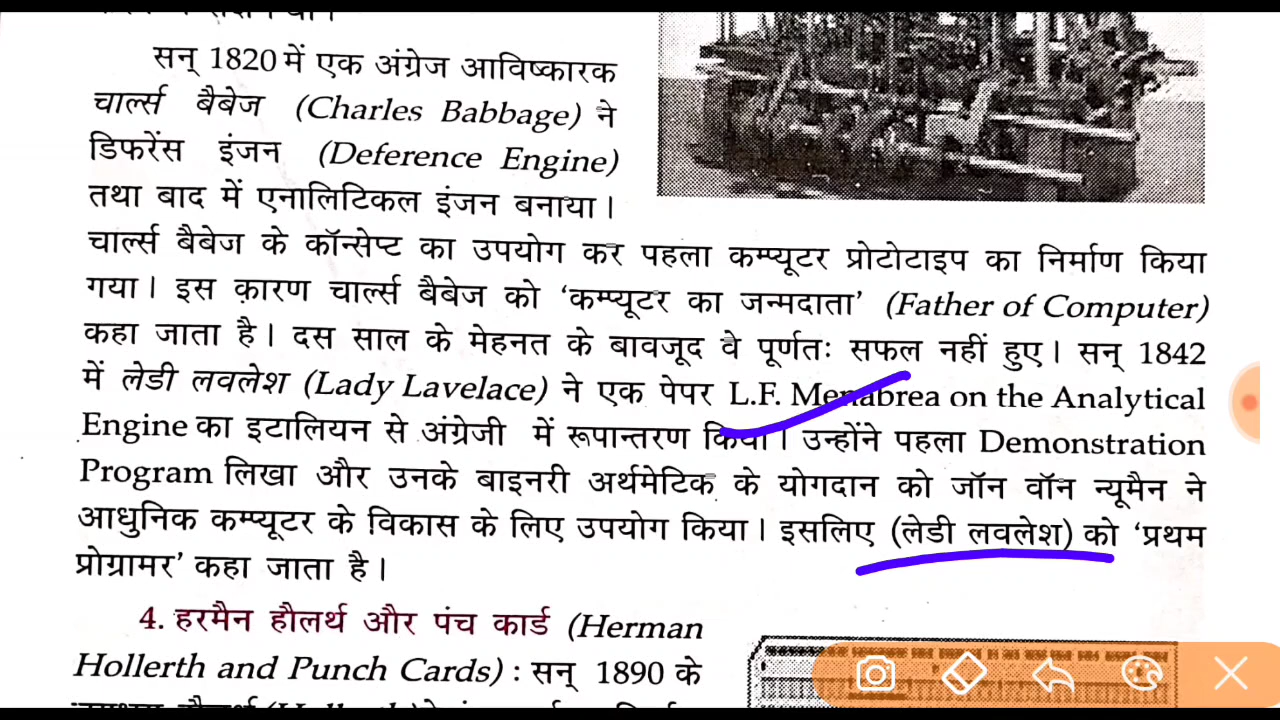 सन् 1820 में एक अंग्रेज आविष्कारक
चार्ल्स बैबेज (Charles Babbage) ने
डिफरेंस इंजन (Deference Engine)
तथा बाद में एनालिटिकल इंजन बनाया।
चार्ल्स बैबेज के कॉन्सेप्ट का उपयोग कर पहला कम्प्यूटर प्रोटोटाइप का निर्माण किया
गया। इस कारण चार्ल्स बैबेज को ‘कम्प्यूटर का जन्मदाता’ (Father of Computer)
कहा जाता है। दस साल के मेहनत के बावजूद वे पूर्णतः सफल नहीं हुए। सन् 1842
में लेडी लवलेश (Lady Lavelace) ने एक पेपर L.F. Menabrea on the Analytical
Engine का इटालियन से अंग्रेजी में रूपान्तरण किया। उन्होंने पहला Demonstration
Program लिखा और उनके बाइनरी अर्थमेटिक के योगदान को जॉन वॉन न्यूमैन ने
आधुनिक कम्प्यूटर के विकास के लिए उपयोग किया। इसलिए (लेडी लवलेश) को ‘प्रथम
प्रोग्रामर’ कहा जाता है।
4. हरमैन हौलर्थ और पंच कार्ड (Herman
Hollerth and Punch Cards) : सन् 1890 के